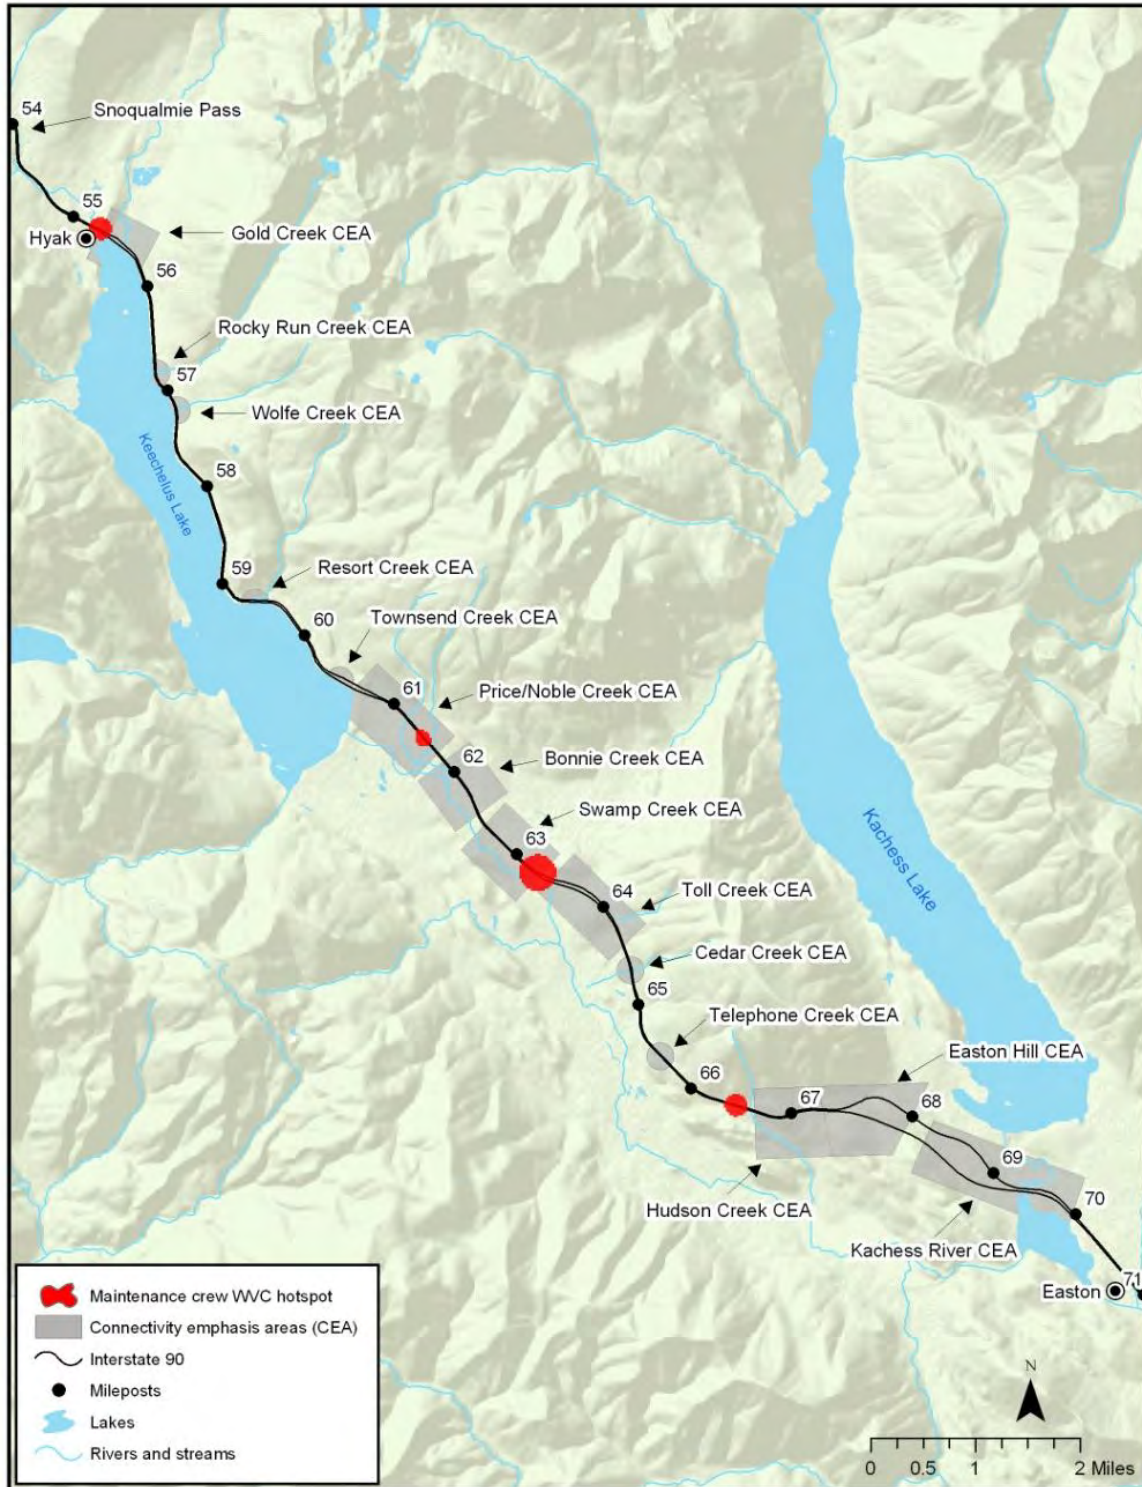 54
Snoqualmie Pass
55
Hyak
Gold Creek CEA
56
Rocky Run Creek CEA
57
Wolfe Creek CEA
Keechelus Lake
58
59
Resort Creek CEA
60
Townsend Creek CEA
61
Price/Noble Creek CEA
62
Bonnie Creek CEA
Swamp Creek CEA
63
Kachess Lake
64
Toll Creek CEA
Cedar Creek CEA
65
Telephone Creek CEA
Easton Hill CEA
66
67
68
69
Hudson Creek CEA
70
Kachess River CEA
71
Easton
Maintenance crew WVC hotspot
Connectivity emphasis areas (CEA)
Interstate 90
Mileposts
Lakes
Rivers and streams
N
0 0.5 1 2 Miles